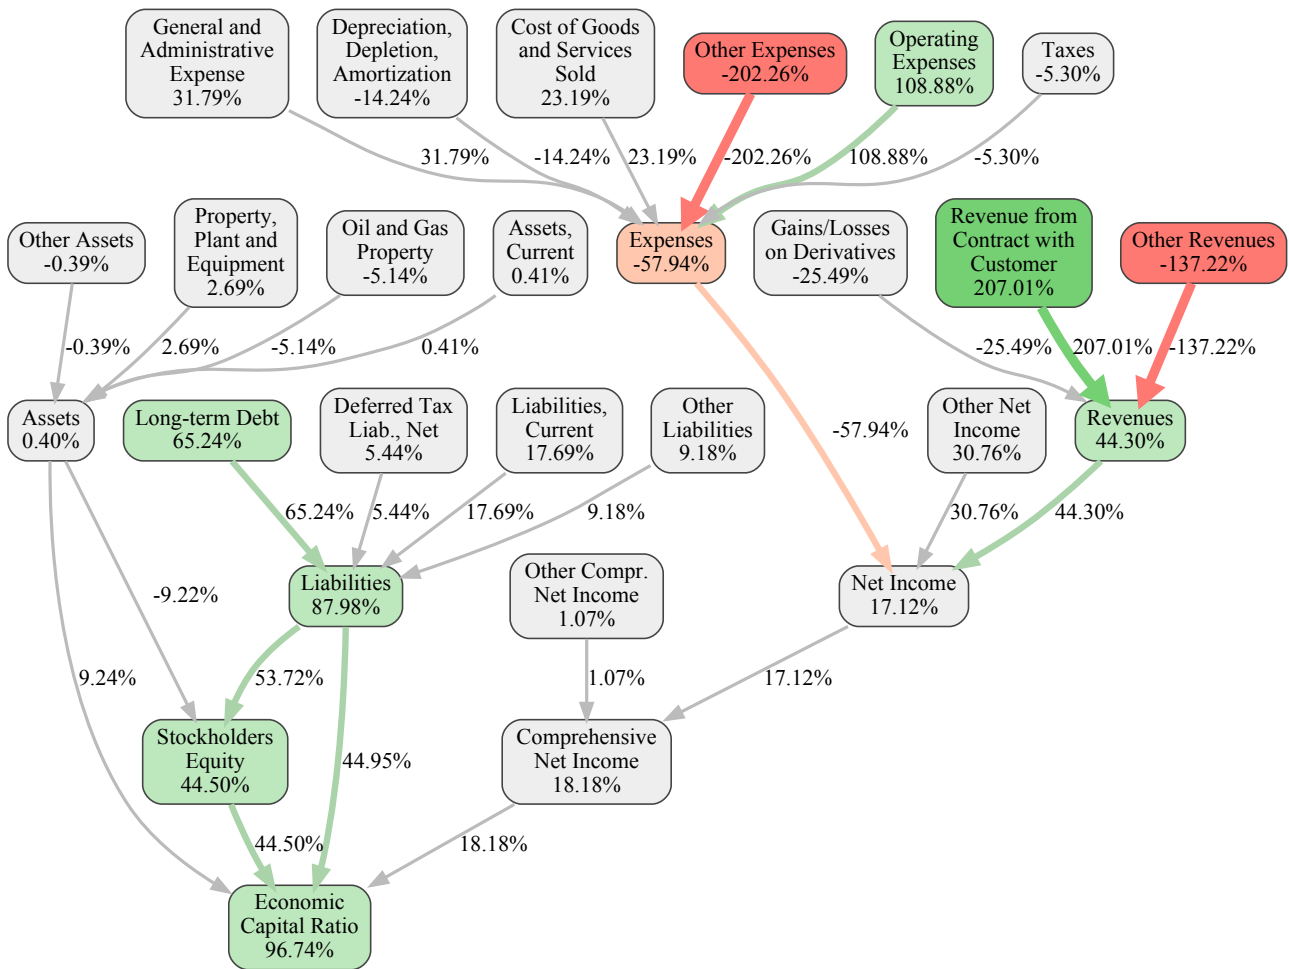 General and
Administrative
Expense
31.79%
Depreciation,
Depletion,
Amortization
-14.24%
Cost of Goods
and Services
Sold
23.19%
Other Expenses
-202.26%
Operating
Expenses
108.88%
Taxes
-5.30%
31.79%
-14.24%
23.19%
-202.26%
108.88%
-5.30%
Other Assets
-0.39%
Property,
Plant and
Equipment
2.69%
Oil and Gas
Property
-5.14%
Assets,
Current
0.41%
Expenses
-57.94%
Gains/Losses
on Derivatives
-25.49%
Revenue from
Contract with
Customer
207.01%
Other Revenues
-137.22%
-0.39%
2.69%
-5.14%
0.41%
-25.49%
207.01%
-137.22%
Assets
0.40%
Long-term Debt
65.24%
Deferred Tax
Liab., Net
5.44%
Liabilities,
Current
17.69%
Other
Liabilities
9.18%
-57.94%
Other Net
Income
30.76%
Revenues
44.30%
65.24%
5.44%
17.69%
9.18%
30.76%
44.30%
-9.22%
Liabilities
87.98%
Other Compr.
Net Income
1.07%
Net Income
17.12%
9.24%
53.72%
1.07%
17.12%
Stockholders
Equity
44.50%
44.95%
Comprehensive
Net Income
18.18%
44.50%
18.18%
Economic
Capital Ratio
96.74%